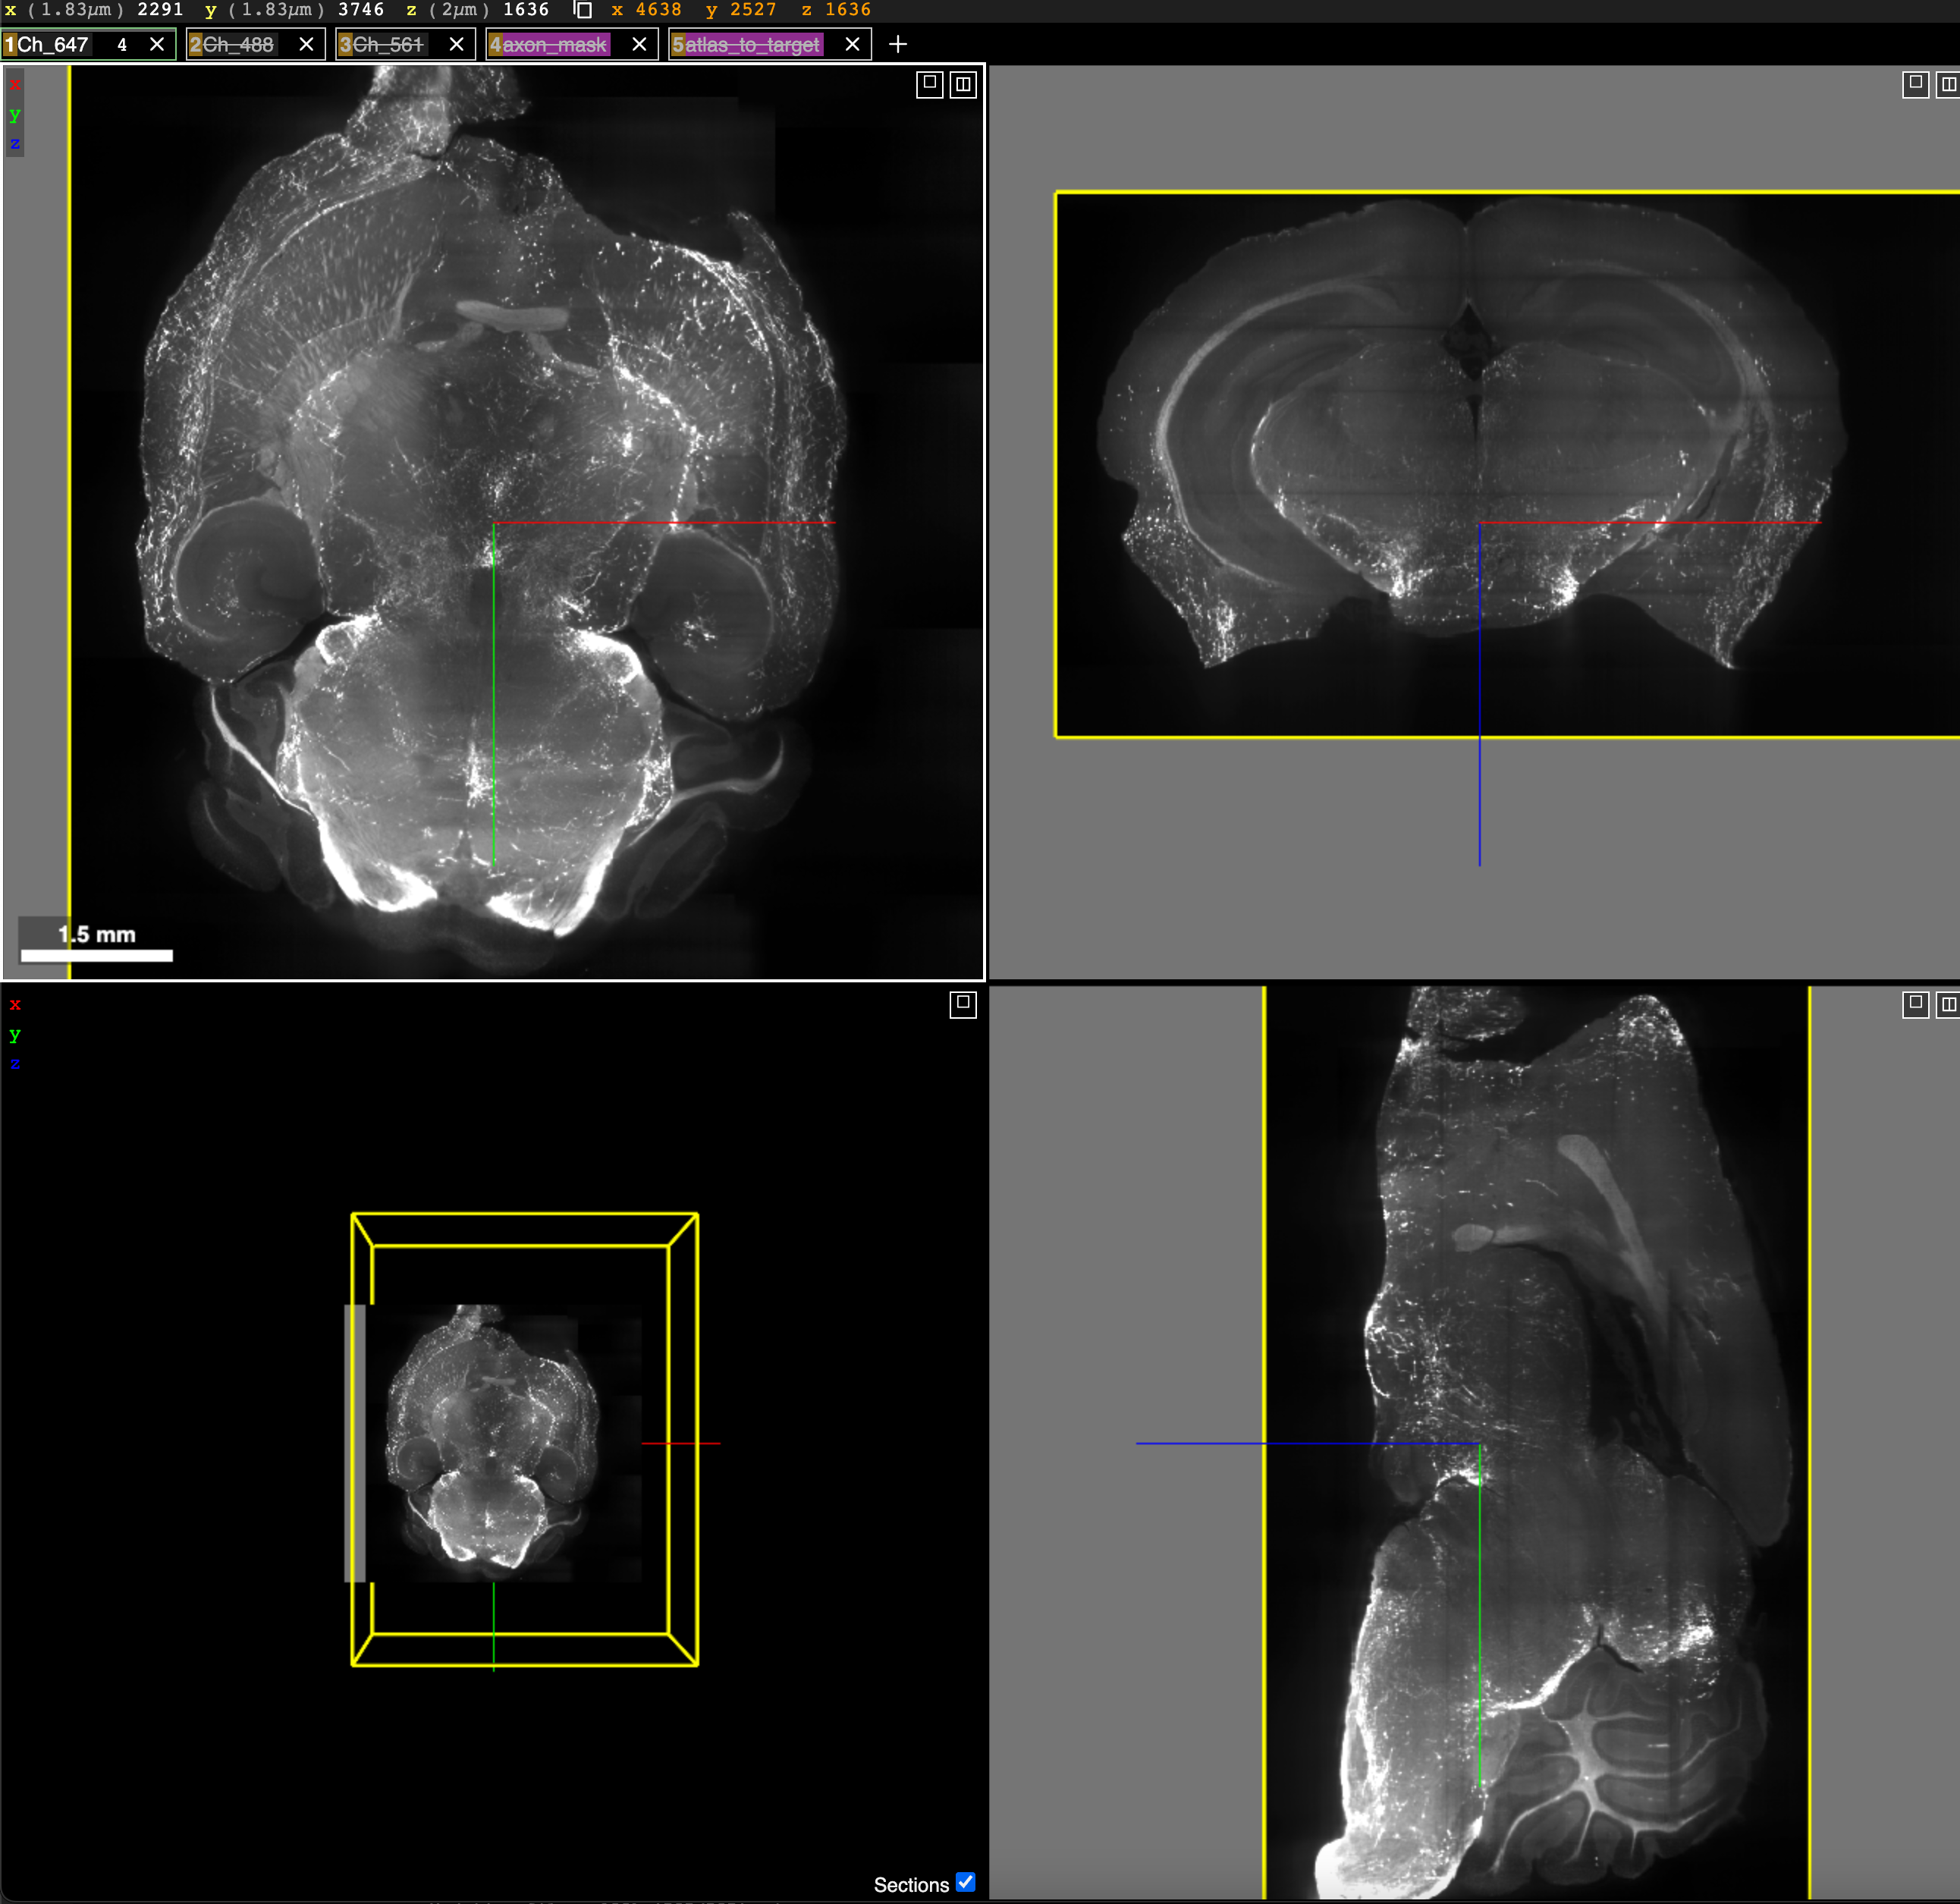 x (1.83µm) 2291 y (1.83µm) 3746 z (2µm) 1636 x 4638 y 2527 z 1636
1Ch_647 4 2Ch_488 3Ch_561 4axon_mask 5atlas_to_target
x
y
z
1.5 mm
x
y
z
Sections